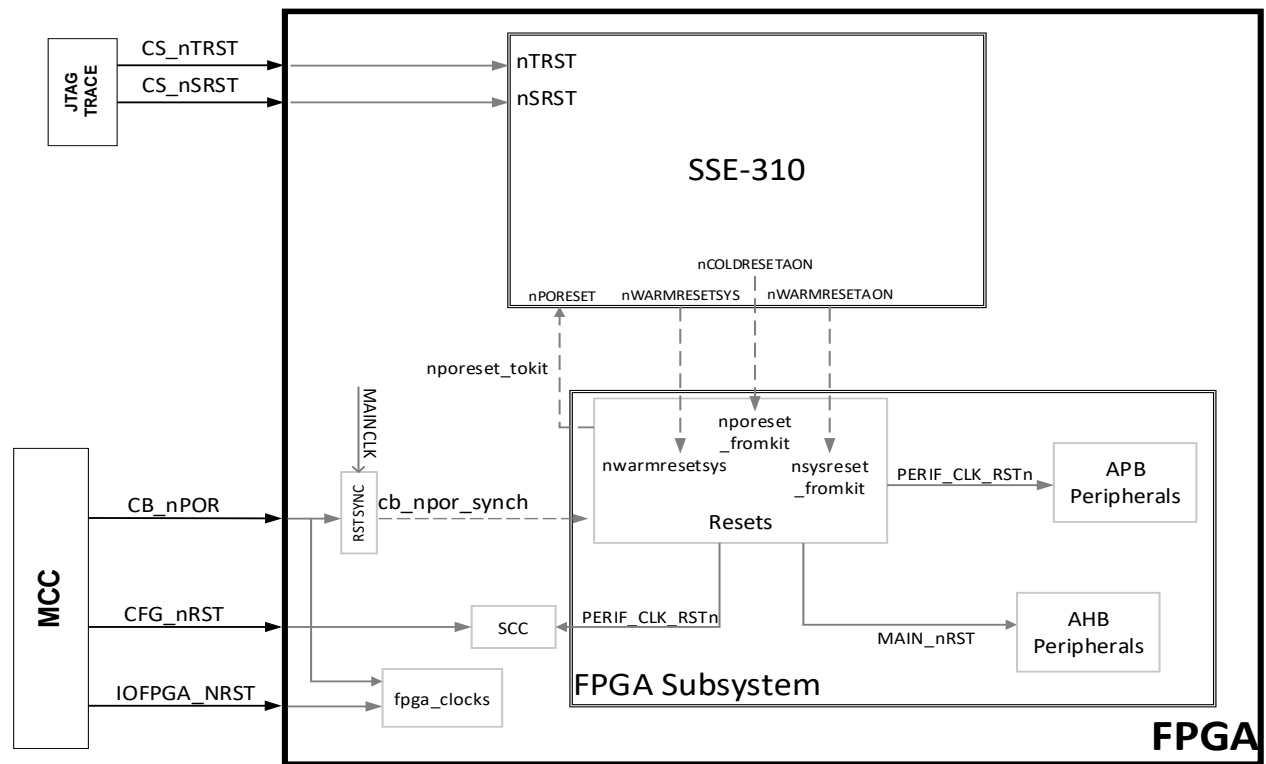 CS_nTRST
CS_nSRST
JTAG
TRACE
nTRST
nSRST
SSE-310
nCOLDRESETAON
nPORESET
nWARMRESETSYS
nWARMRESETAON
nporeset_tokit
MAINCLK
nporeset
_fromkit
nwarmresetsys
nsysreset
_fromkit
Resets
PERIF_CLK_RSTn
APB
Peripherals
MCC
CB_nPOR
RSTSYNC
cb_npor_synch
CFG_nRST
SCC
PERIF_CLK_RSTn
MAIN_nRST
AHB
Peripherals
IOFPGA_NRST
fpga_clocks
FPGA Subsystem
FPGA